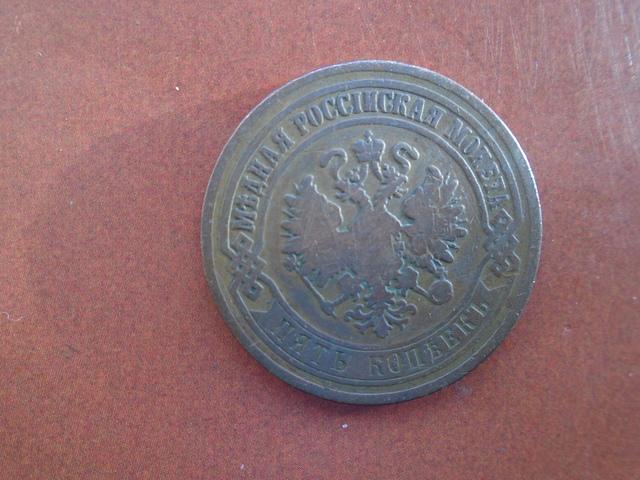 МѢДНАЯ РОССІЙСКАЯ МОНЕТА
ПЯТЬ КОПѢЕКЪ